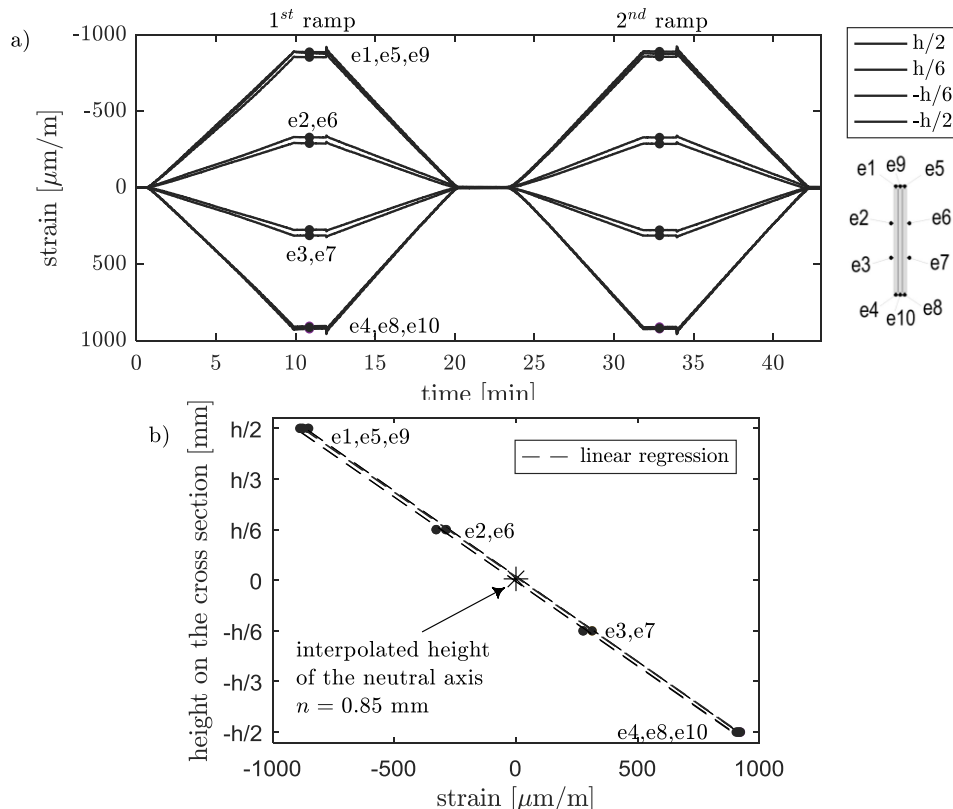 a)
1st ramp
2nd ramp
strain [μm/m]
-1000
-500
0
500
1000
e1,e5,e9
e2,e6
e3,e7
e4,e8,e10
0 5 10 15 20 25 30 35 40
time [min]
h/2
h/6
-h/6
-h/2
e9
e1 e5
e2 e6
e3 e7
e4 e8
e10
b)
height on the cross section [mm]
h/2
h/3
h/6
0
-h/6
-h/3
-h/2
e1,e5,e9
linear regression
e2,e6
e3,e7
interpolated height
of the neutral axis
n = 0.85 mm
e4,e8,e10
-1000 -500 0 500 1000
strain [μm/m]